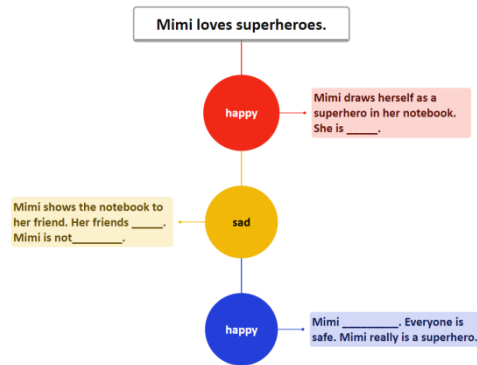 Mimi loves superheroes.
happy
Mimi draws herself as a
superhero in her notebook.
She is _____.
Mimi shows the notebook to
her friend. Her friends _____.
Mimi is not________.
sad
happy
Mimi _________. Everyone is
safe. Mimi really is a superhero.